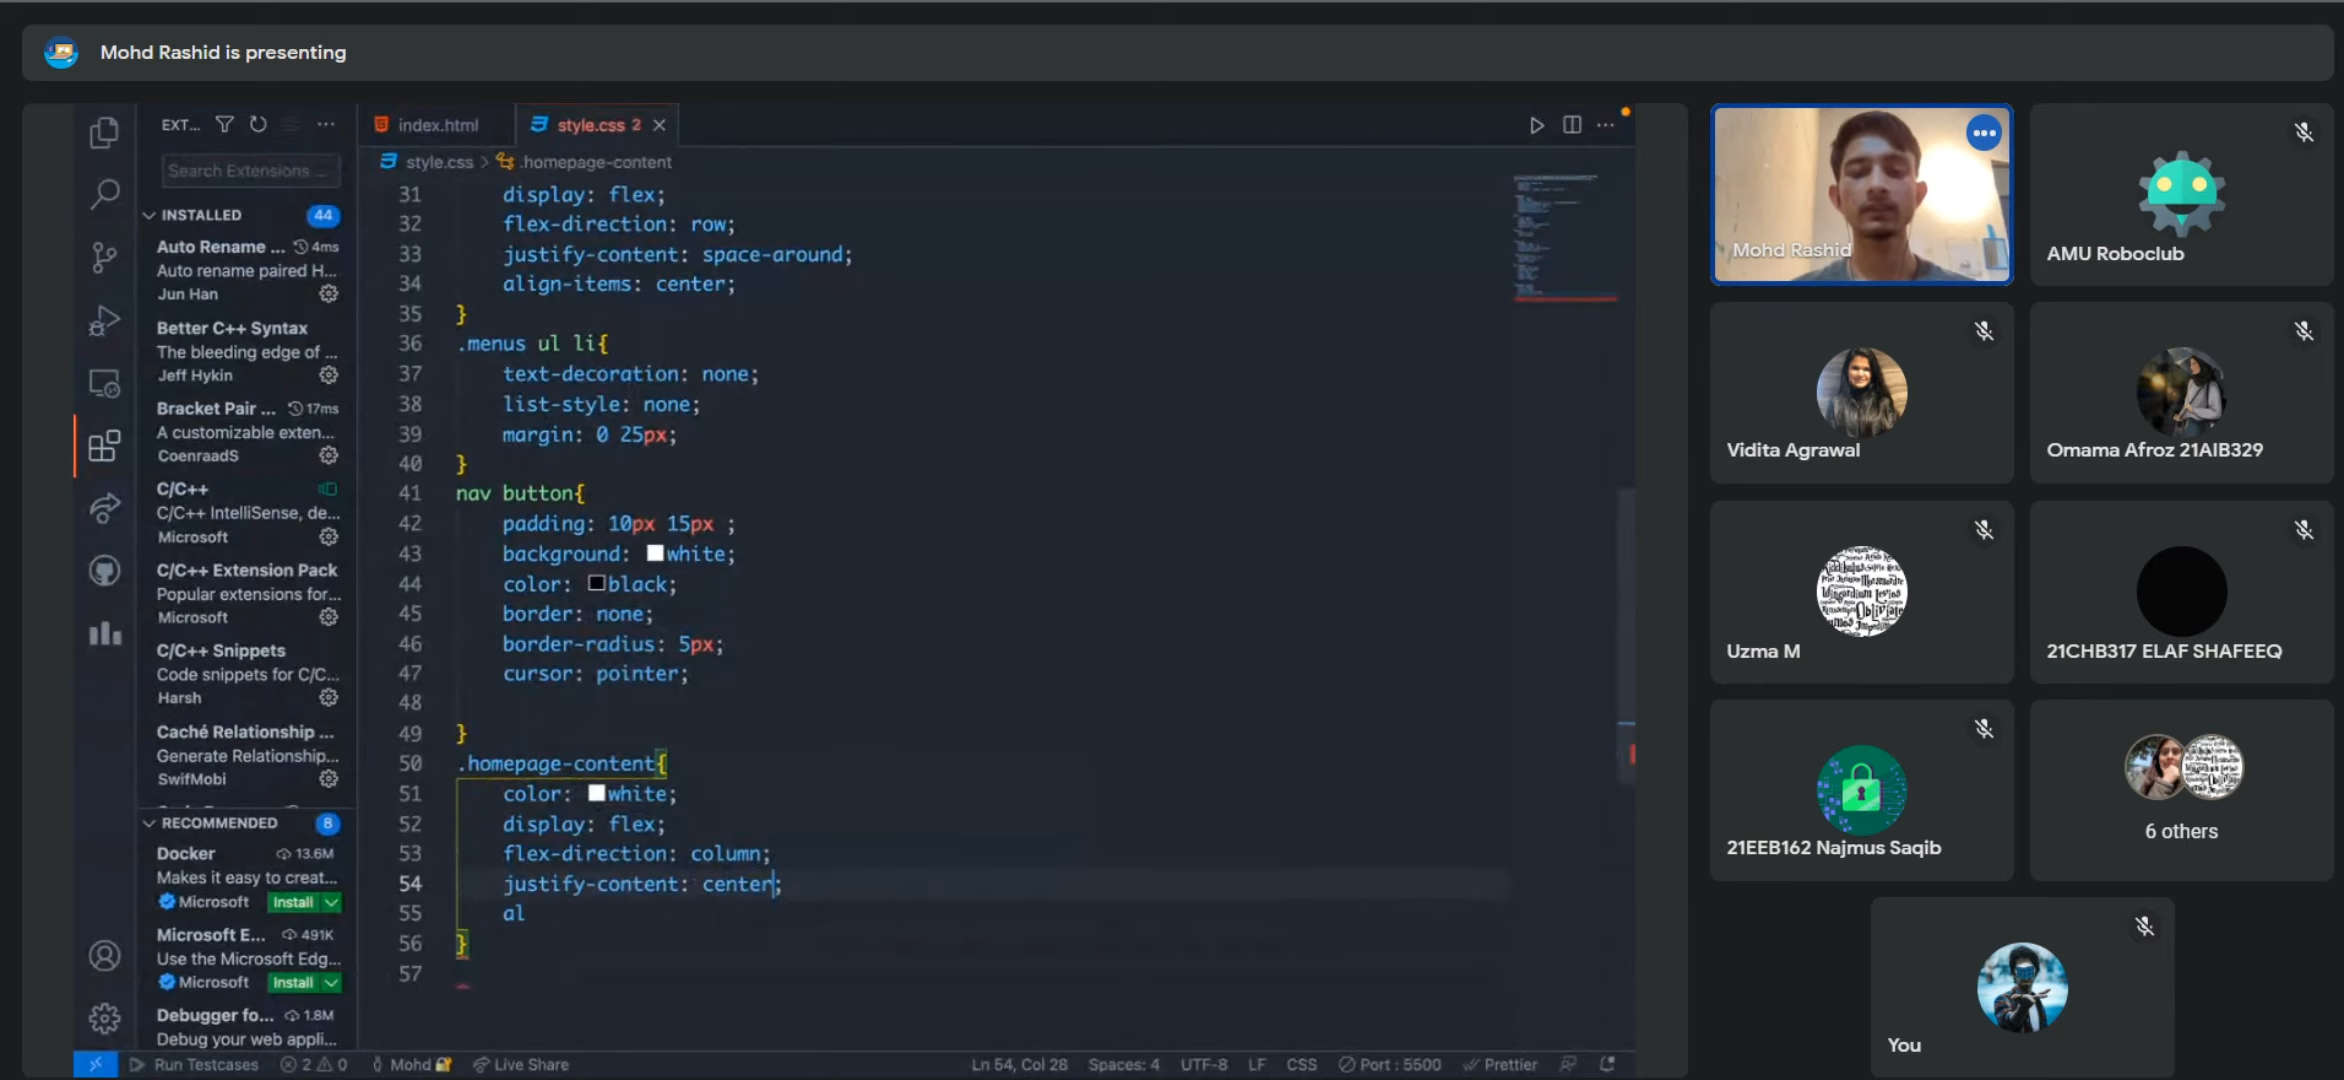 Mohd Rashid is presenting
EXT...
Search Extensions ...
INSTALLED 44
Auto Rename ... 4ms
Auto rename paired H...
Jun Han
Better C++ Syntax
The bleeding edge of ...
Jeff Hykin
Bracket Pair ... 17ms
A customizable exten...
CoenraadS
C/C++
C/C++ IntelliSense, de...
Microsoft
C/C++ Extension Pack
Popular extensions for...
Microsoft
C/C++ Snippets
Code snippets for C/C...
Harsh
Caché Relationship ...
Generate Relationship...
SwifMobi
RECOMMENDED 8
Docker 13.6M
Makes it easy to creat...
Microsoft Install
Microsoft E... 491K
Use the Microsoft Edg...
Microsoft Install
Debugger fo... 1.8M
Debug your web appli...
index.html
style.css 2
style.css > .homepage-content
31 display: flex;
32 flex-direction: row;
33 justify-content: space-around;
34 align-items: center;
35 }
36 .menus ul li{
37 text-decoration: none;
38 list-style: none;
39 margin: 0 25px;
40 }
41 nav button{
42 padding: 10px 15px ;
43 background: white;
44 color: black;
45 border: none;
46 border-radius: 5px;
47 cursor: pointer;
48
49 }
50 .homepage-content{
51 color: white;
52 display: flex;
53 flex-direction: column;
54 justify-content: center;
55 al
56 }
57
Run Testcases 2 0 Mohd Live Share Ln 54, Col 28 Spaces: 4 UTF-8 LF CSS Port : 5500 Prettier
Mohd Rashid
AMU Roboclub
Vidita Agrawal
Omama Afroz 21AIB329
Uzma M
21CHB317 ELAF SHAFEEQ
21EEB162 Najmus Saqib
6 others
You